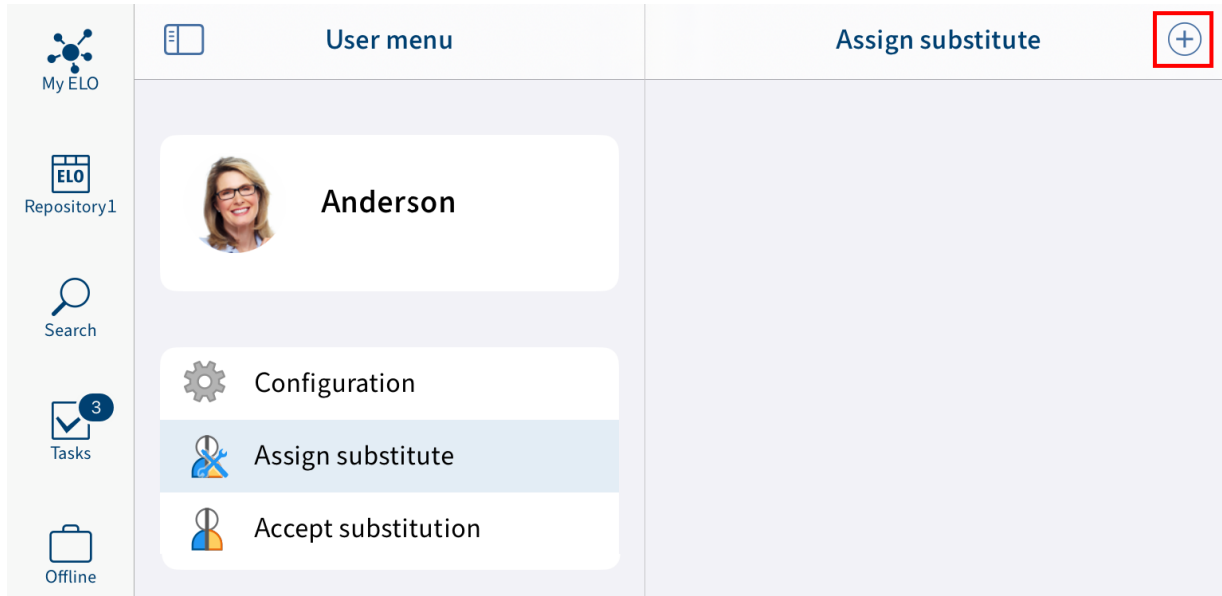 My ELO
ELO
Repository1
Search
3
Tasks
Offline
User menu
Anderson
Configuration
Assign substitute
Accept substitution
Assign substitute